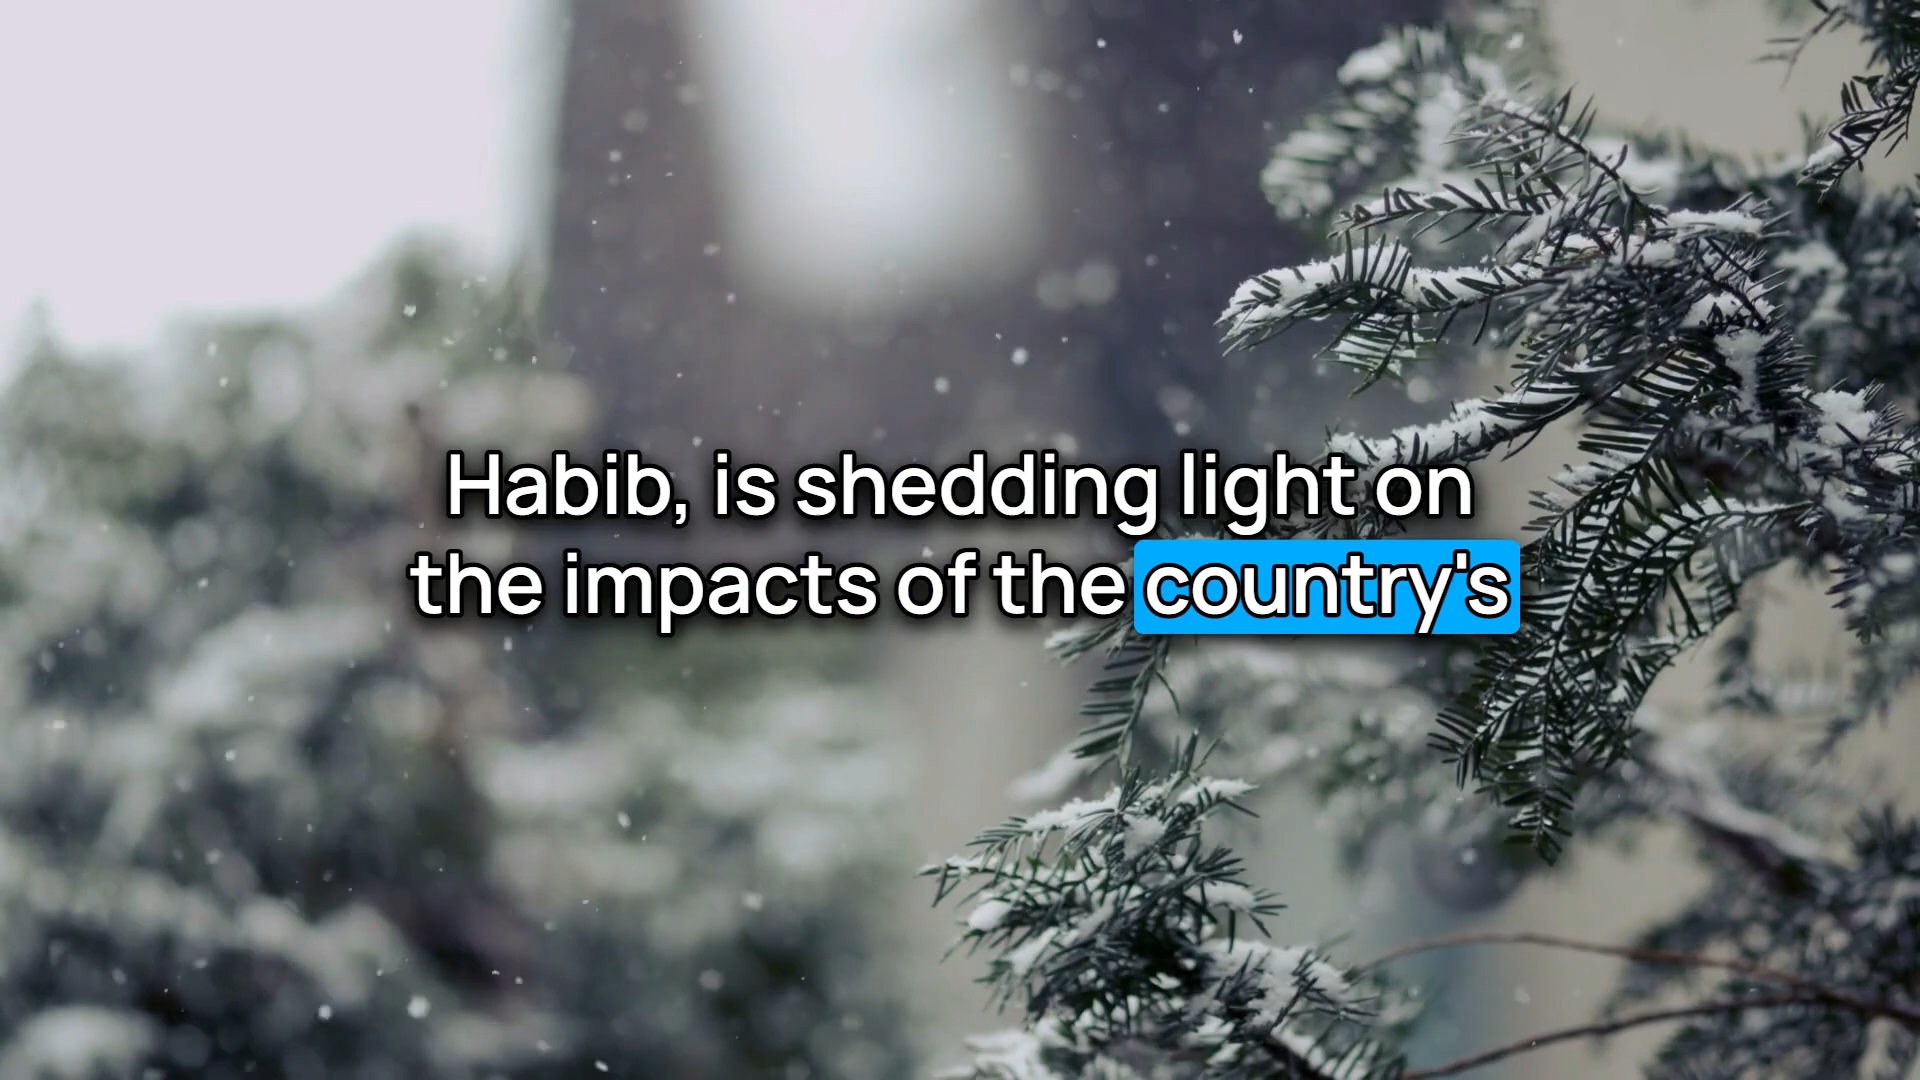 Habib, is shedding light on
the impacts of the country's